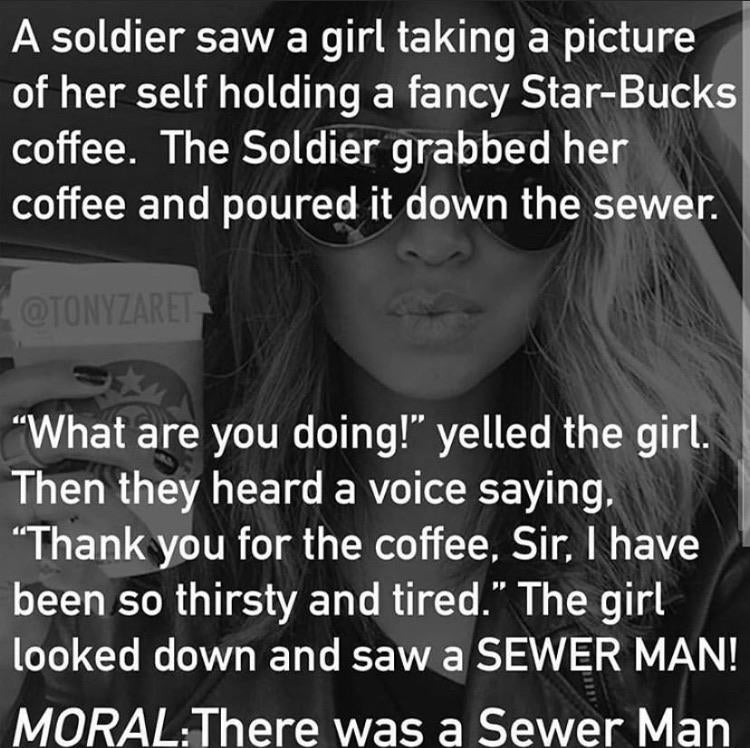 A soldier saw a girl taking a picture
of her self holding a fancy Star-Bucks
coffee. The Soldier grabbed her
coffee and poured it down the sewer.
@TONYZARET
“What are you doing!” yelled the girl.
Then they heard a voice saying,
“Thank you for the coffee, Sir, I have
been so thirsty and tired.” The girl
looked down and saw a SEWER MAN!
MORAL:There was a Sewer Man